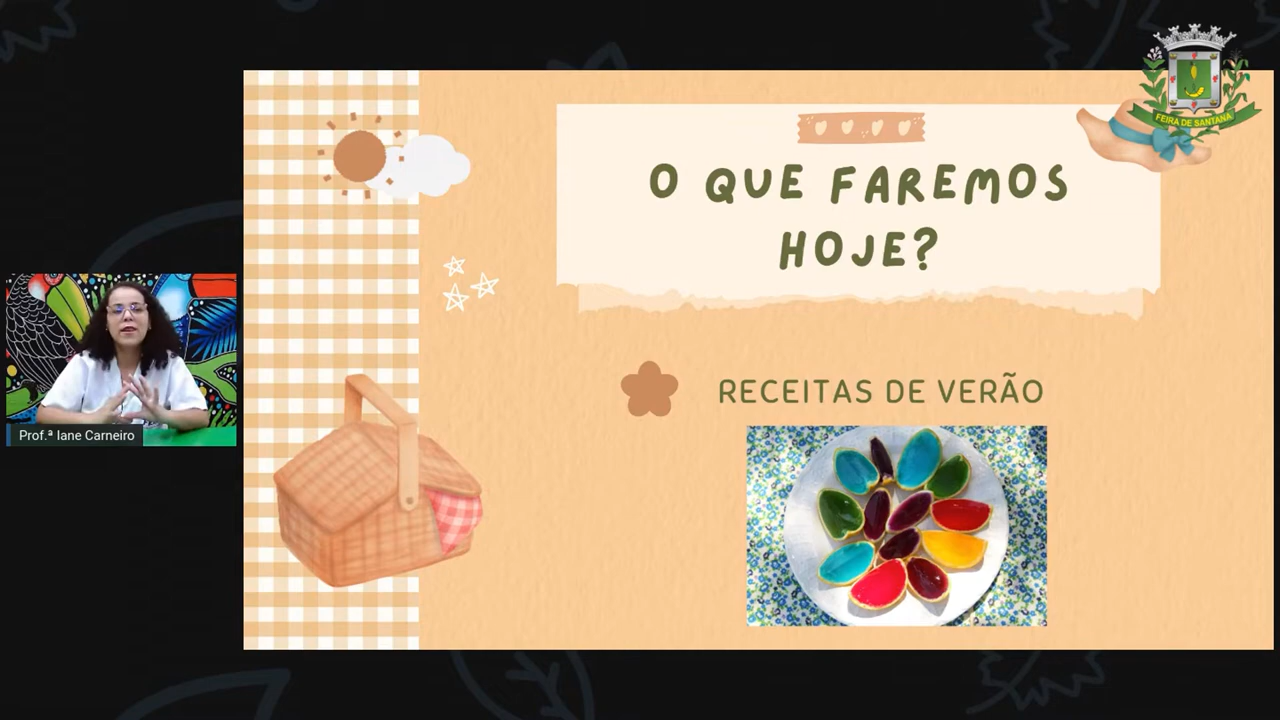 FEIRA DE SANTANA
O QUE FAREMOS
HOJE?
RECEITAS DE VERÃO
Prof.ª Iane Carneiro